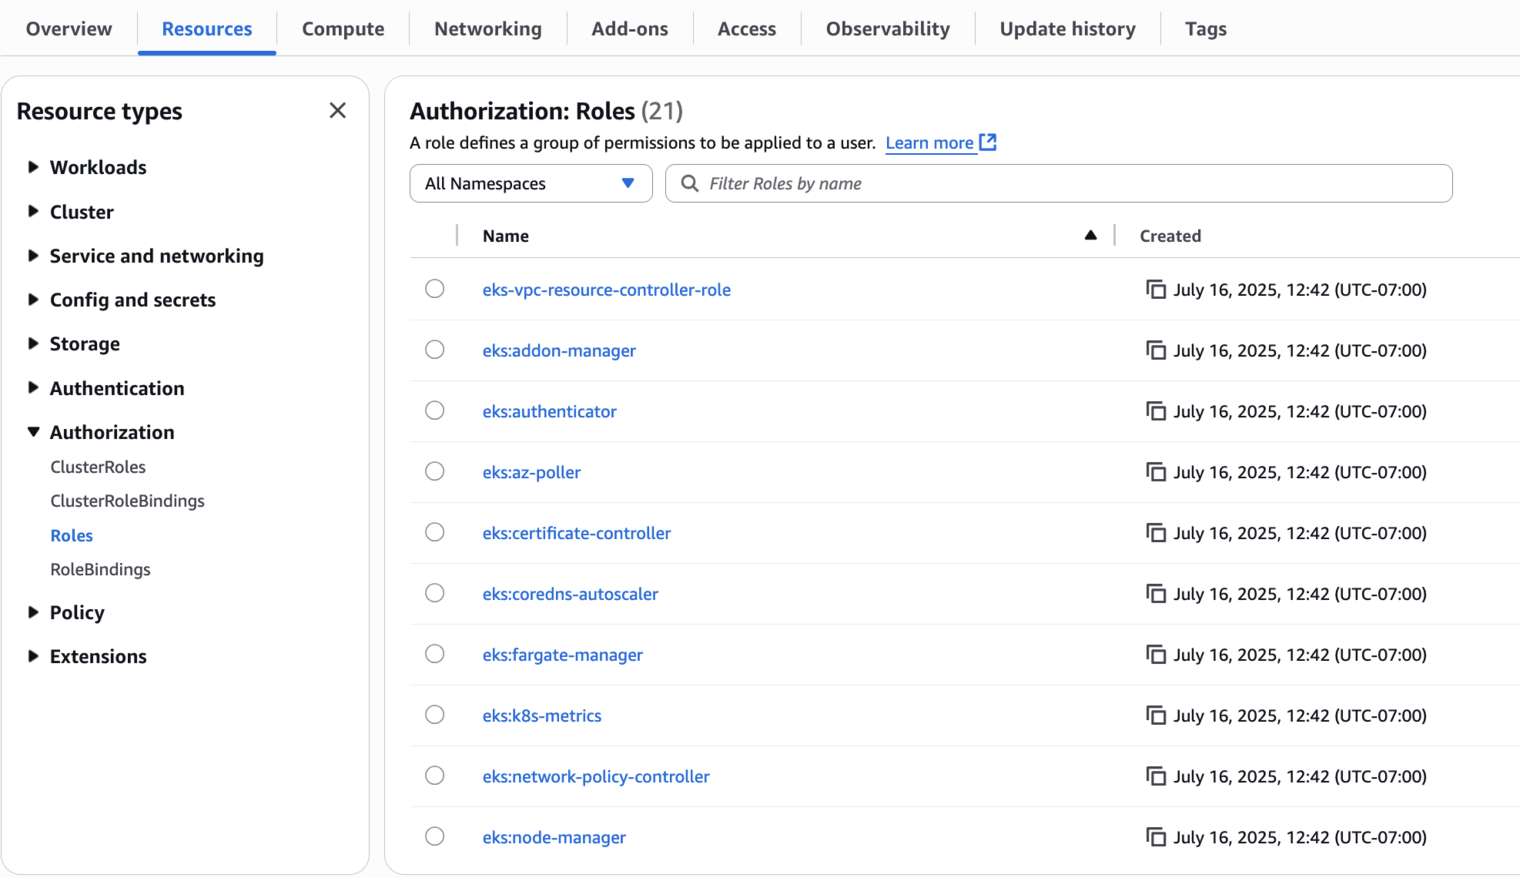 Overview Resources Compute Networking Add-ons Access Observability Update history Tags
Resource types
Workloads
Cluster
Service and networking
Config and secrets
Storage
Authentication
Authorization
ClusterRoles
ClusterRoleBindings
Roles
RoleBindings
Policy
Extensions
Authorization: Roles (21)
A role defines a group of permissions to be applied to a user. Learn more
All Namespaces Filter Roles by name
Name Created
eks-vpc-resource-controller-role July 16, 2025, 12:42 (UTC-07:00)
eks:addon-manager July 16, 2025, 12:42 (UTC-07:00)
eks:authenticator July 16, 2025, 12:42 (UTC-07:00)
eks:az-poller July 16, 2025, 12:42 (UTC-07:00)
eks:certificate-controller July 16, 2025, 12:42 (UTC-07:00)
eks:coredns-autoscaler July 16, 2025, 12:42 (UTC-07:00)
eks:fargate-manager July 16, 2025, 12:42 (UTC-07:00)
eks:k8s-metrics July 16, 2025, 12:42 (UTC-07:00)
eks:network-policy-controller July 16, 2025, 12:42 (UTC-07:00)
eks:node-manager July 16, 2025, 12:42 (UTC-07:00)